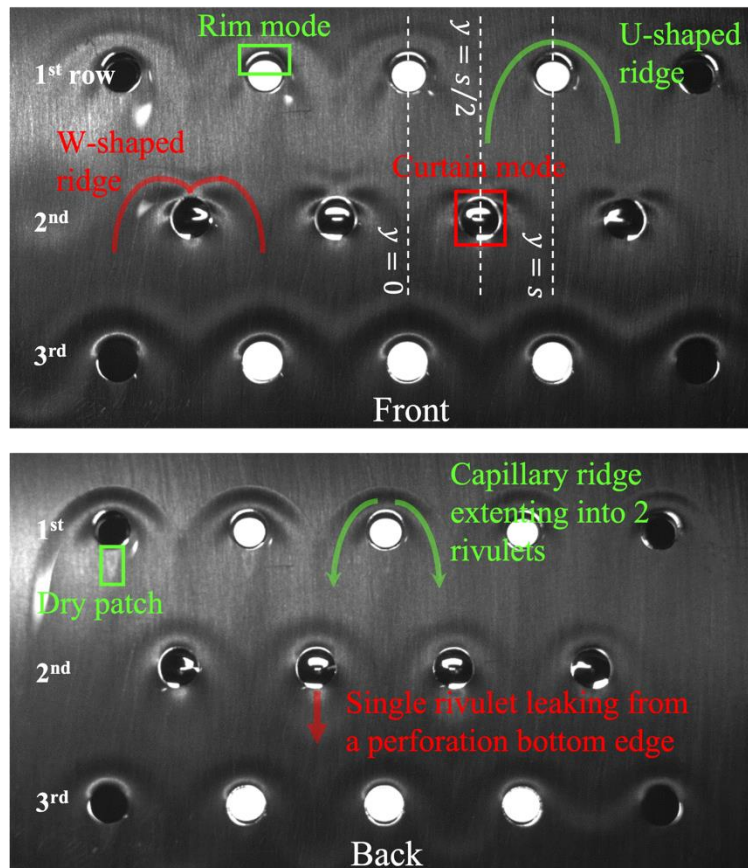 Rim mode
U-shaped
ridge
1st row
y = s/2
W-shaped
ridge
Curtain mode
2nd
y = 0
y = s
3rd
Front
Capillary ridge
extenting into 2
rivulets
1st
Dry patch
2nd
Single rivulet leaking from
a perforation bottom edge
3rd
Back